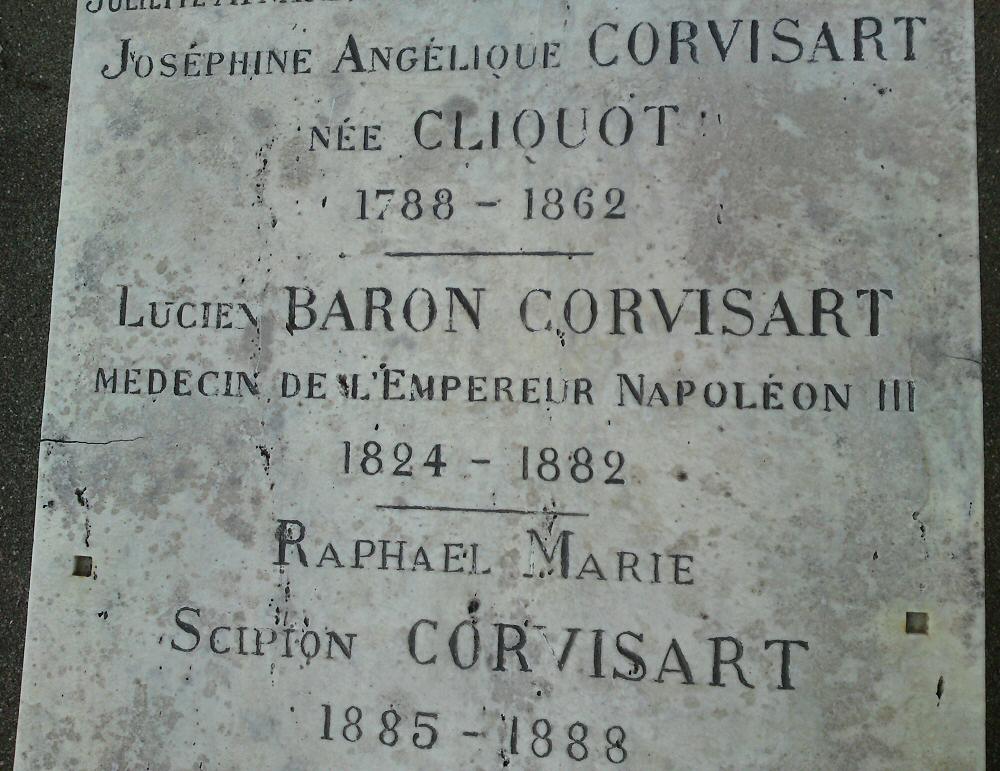 Joséphine Angélique CORVISART
née CLIQUOT
1788 - 1862
Lucien BARON CORVISART
MEDECIN DE L'EMPEREUR NAPOLÉON III
1824 - 1882
Raphael Marie
Scipion CORVISART
1885 - 1888